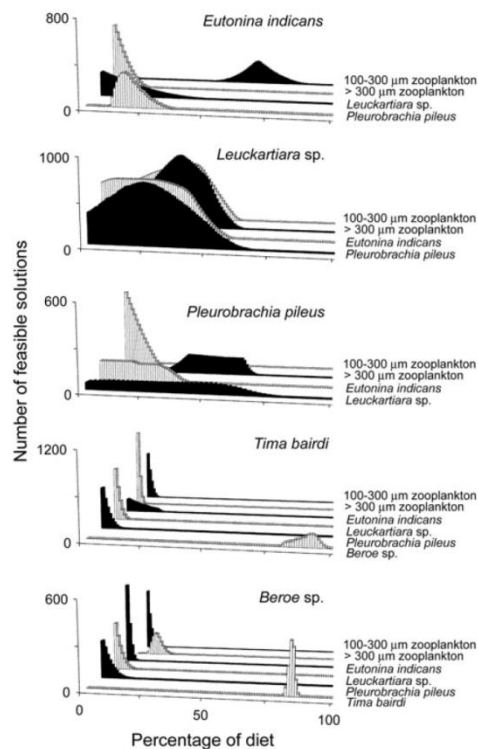 Eutonina indicans
800
0
100-300 µm zooplankton
> 300 µm zooplankton
Leuckartiara sp.
Pleurobrachia pileus
Leuckartiara sp.
1000
0
100-300 µm zooplankton
> 300 µm zooplankton
Eutonina indicans
Pleurobrachia pileus
Number of feasible solutions
Pleurobrachia pileus
600
0
100-300 µm zooplankton
> 300 µm zooplankton
Eutonina indicans
Leuckartiara sp.
Tima bairdi
1200
0
100-300 µm zooplankton
> 300 µm zooplankton
Eutonina indicans
Leuckartiara sp.
Pleurobrachia pileus
Beroe sp.
Beroe sp.
600
0
100-300 µm zooplankton
> 300 µm zooplankton
Eutonina indicans
Leuckartiara sp.
Pleurobrachia pileus
Tima bairdi
0 50 100
Percentage of diet